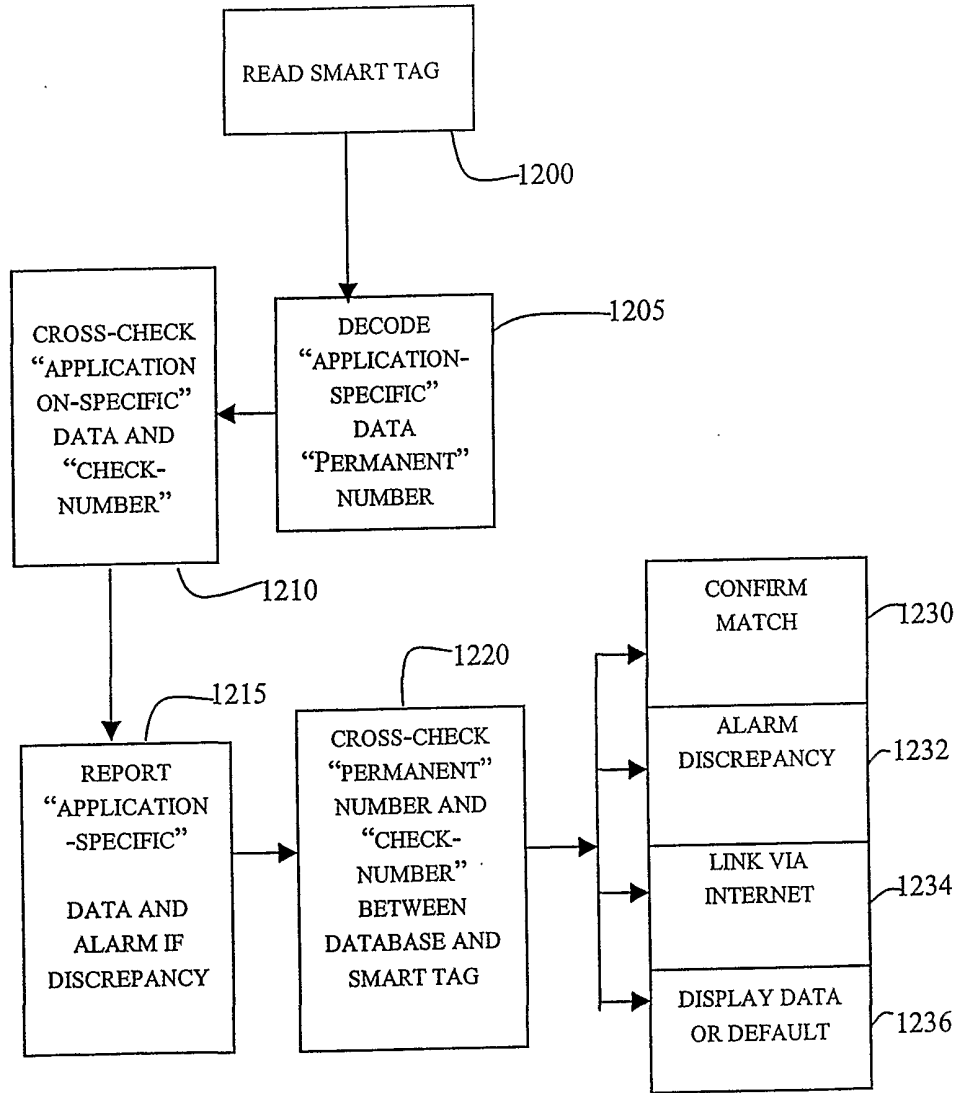 READ SMART TAG
1200
DECODE
“APPLICATION-
SPECIFIC”
DATA
“PERMANENT”
NUMBER
1205
CROSS-CHECK
“APPLICATION
ON-SPECIFIC”
DATA AND
“CHECK-
NUMBER”
1210
REPORT
“APPLICATION
-SPECIFIC”
DATA AND
ALARM IF
DISCREPANCY
1215
CROSS-CHECK
“PERMANENT”
NUMBER AND
“CHECK-
NUMBER”
BETWEEN
DATABASE AND
SMART TAG
1220
CONFIRM
MATCH
1230
ALARM
DISCREPANCY
1232
LINK VIA
INTERNET
1234
DISPLAY DATA
OR DEFAULT
1236